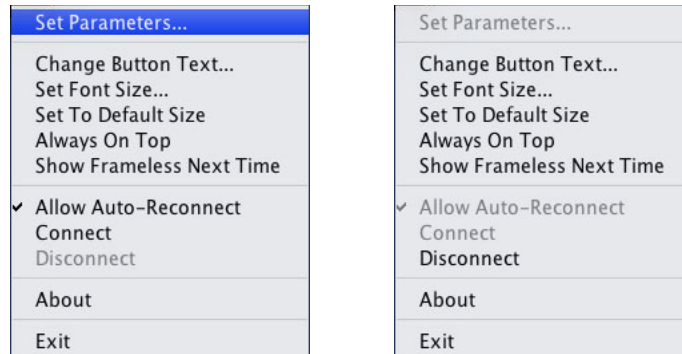 Set Parameters...
Change Button Text...
Set Font Size...
Set To Default Size
Always On Top
Show Frameless Next Time
Allow Auto-Reconnect
Connect
Disconnect
About
Exit
Set Parameters...
Change Button Text...
Set Font Size...
Set To Default Size
Always On Top
Show Frameless Next Time
Allow Auto-Reconnect
Connect
Disconnect
About
Exit